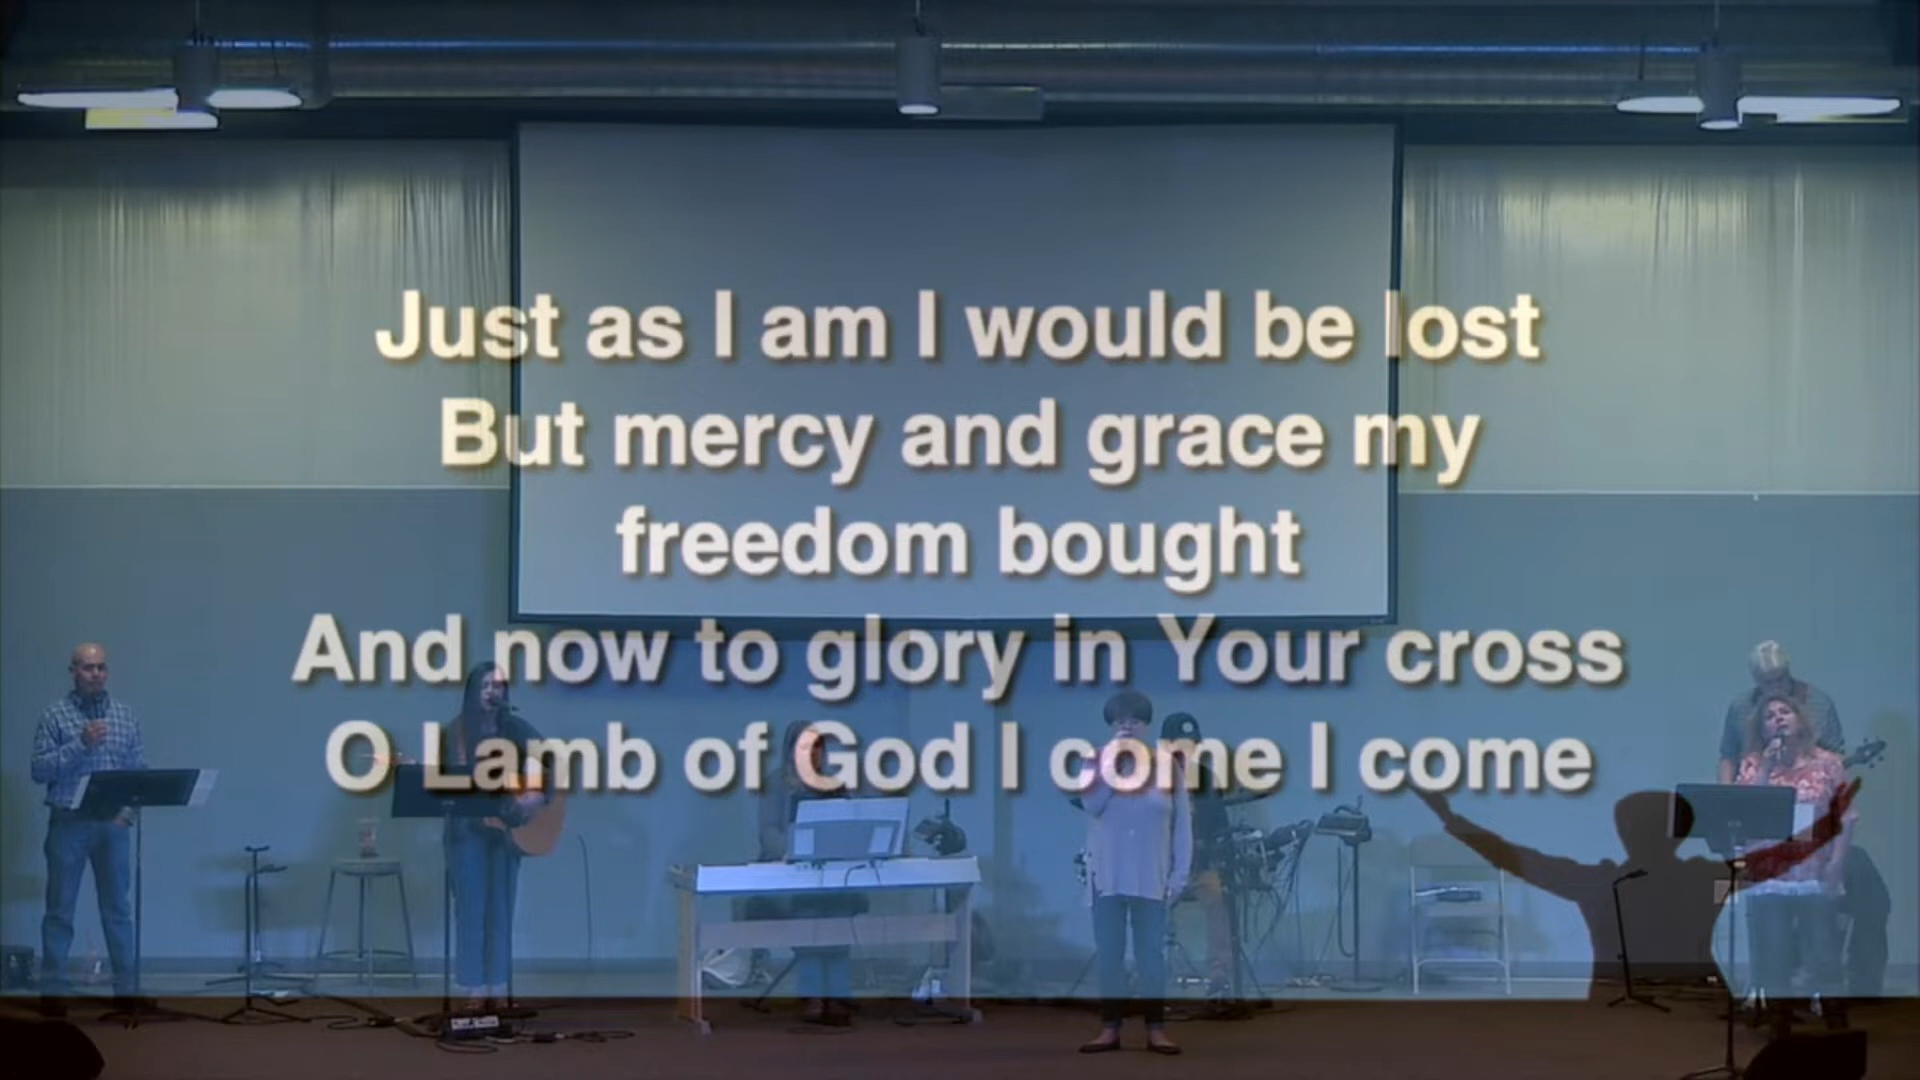 Just as I am I would be lost
But mercy and grace my
freedom bought
And now to glory in Your cross
O Lamb of God I come I come